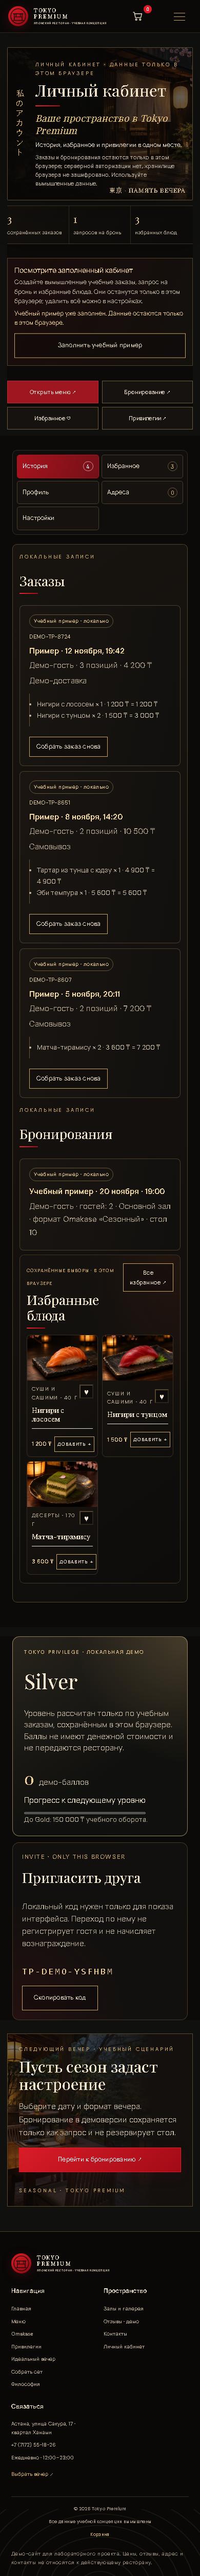 TOKYO
PREMIUM
ЯПОНСКИЙ РЕСТОРАН · УЧЕБНАЯ КОНЦЕПЦИЯ
0
わたしのアカウント
ЛИЧНЫЙ КАБИНЕТ · ДАННЫЕ ТОЛЬКО В
ЭТОМ БРАУЗЕРЕ
Личный кабинет
Ваше пространство в Tokyo
Premium
История, избранное и привилегии в одном месте.
Заказы и бронирования остаются только в этом
браузере; серверной истории нет, хранилище
браузера не зашифровано. Используйте
вымышленные данные.
東京 · ПАМЯТЬ ВЕЧЕРА
3
сохранённых заказов
1
запросов на бронь
3
избранных блюд
Посмотрите заполненный кабинет
Создайте вымышленные учебные заказы, запрос на
бронь и избранные блюда. Они останутся только в этом
браузере; удалить всё можно в настройках.
Учебный пример уже заполнен. Данные остаются только
в этом браузере.
Заполнить учебный пример
Открыть меню ↗
Бронирование ↗
Избранное ♡
Привилегии ↗
История 4
Избранное 3
Профиль
Адреса 0
Настройки
ЛОКАЛЬНЫЕ ЗАПИСИ
Заказы
Учебный пример · локально
DEMO-TP-8724
Пример · 12 ноября, 19:42
Демо-гость · 3 позиций · 4 200 ₸
Демо-доставка
Нигири с лососем × 1 · 1 200 ₸ = 1 200 ₸
Нигири с тунцом × 2 · 1 500 ₸ = 3 000 ₸
Собрать заказ снова
Учебный пример · локально
DEMO-TP-8651
Пример · 8 ноября, 14:20
Демо-гость · 2 позиций · 10 500 ₸
Самовывоз
Тартар из тунца с юдзу × 1 · 4 900 ₸ =
4 900 ₸
Эби темпура × 1 · 5 600 ₸ = 5 600 ₸
Собрать заказ снова
Учебный пример · локально
DEMO-TP-8607
Пример · 5 ноября, 20:11
Демо-гость · 2 позиций · 7 200 ₸
Самовывоз
Матча-тирамису × 2 · 3 600 ₸ = 7 200 ₸
Собрать заказ снова
ЛОКАЛЬНЫЕ ЗАПИСИ
Бронирования
Учебный пример · локально
Учебный пример · 20 ноября · 19:00
Демо-гость · гостей: 2 · Основной зал
· формат Omakase «Сезонный» · стол
10
СОХРАНЁННЫЕ ВЫБОРЫ · В ЭТОМ
БРАУЗЕРЕ
Все
избранное ↗
Избранные
блюда
СУШИ И
САШИМИ · 40 Г
♥
Нигири с
лососем
1 200 ₸
ДОБАВИТЬ +
СУШИ И
САШИМИ · 40 Г
♥
Нигири с тунцом
1 500 ₸
ДОБАВИТЬ +
ДЕСЕРТЫ · 170
Г
♥
Матча-тирамису
3 600 ₸
ДОБАВИТЬ +
TOKYO PRIVILEGE · ЛОКАЛЬНАЯ ДЕМО
Silver
Уровень рассчитан только по учебным
заказам, сохранённым в этом браузере.
Баллы не имеют денежной стоимости и
не передаются ресторану.
0 демо-баллов
Прогресс к следующему уровню
До Gold: 150 000 ₸ учебного оборота.
INVITE · ONLY THIS BROWSER
Пригласить друга
Локальный код нужен только для показа
интерфейса. Переход по нему не
регистрирует гостя и не начисляет
вознаграждение.
TP-DEMO-YSFHBM
Скопировать код
СЛЕДУЮЩИЙ ВЕЧЕР · УЧЕБНЫЙ СЦЕНАРИЙ
Пусть сезон задаст
настроение
Выберите дату и формат вечера.
Бронирование в демоверсии сохраняется
только как запрос и не резервирует стол.
Перейти к бронированию ↗
SEASONAL · TOKYO PREMIUM
TOKYO
PREMIUM
ЯПОНСКИЙ РЕСТОРАН · УЧЕБНАЯ КОНЦЕПЦИЯ
Навигация
Пространство
Главная
Залы и галерея
Меню
Отзывы · демо
Omakase
Контакты
Привилегии
Личный кабинет
Идеальный вечер
Собрать сет
Философия
Связаться
Астана, улица Сакура, 17 ·
квартал Ханами
+7 (7172) 55-18-26
Ежедневно · 12:00–23:00
Выбрать вечер ↗
© 2026 Tokyo Premium
Все данные учебной концепции вымышлены
Корзина
Демо-сайт для лабораторного проекта. Цены, отзывы, адрес и
контакты не относятся к действующему ресторану.